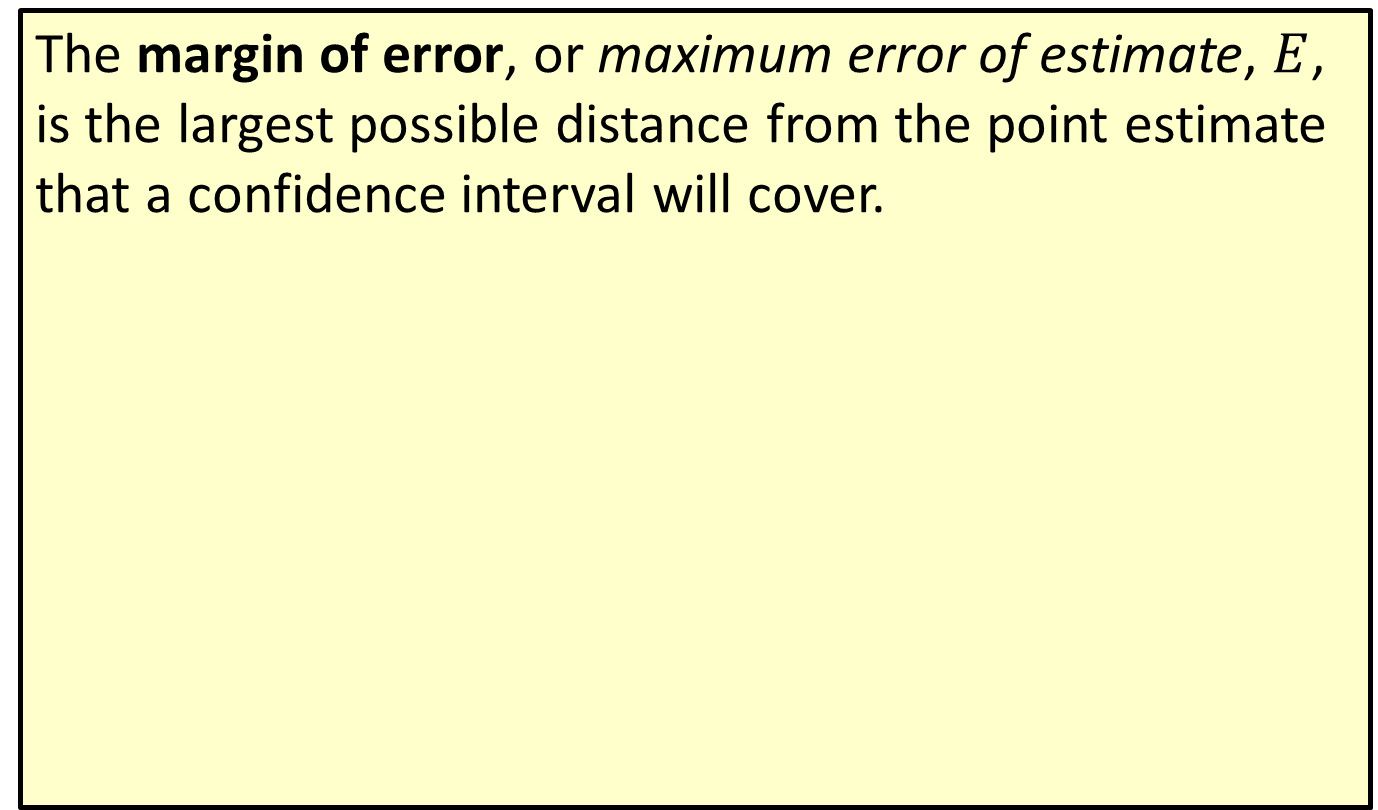 The margin of error, or maximum error of estimate, E,
is the largest possible distance from the point estimate
that a confidence interval will cover.